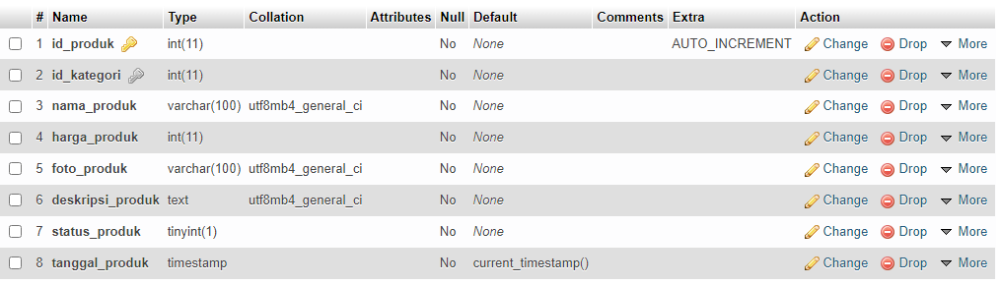 # Name Type Collation Attributes Null Default Comments Extra Action
1 id_produk int(11) No None AUTO_INCREMENT Change Drop More
2 id_kategori int(11) No None Change Drop More
3 nama_produk varchar(100) utf8mb4_general_ci No None Change Drop More
4 harga_produk int(11) No None Change Drop More
5 foto_produk varchar(100) utf8mb4_general_ci No None Change Drop More
6 deskripsi_produk text utf8mb4_general_ci No None Change Drop More
7 status_produk tinyint(1) No None Change Drop More
8 tanggal_produk timestamp No current_timestamp() Change Drop More